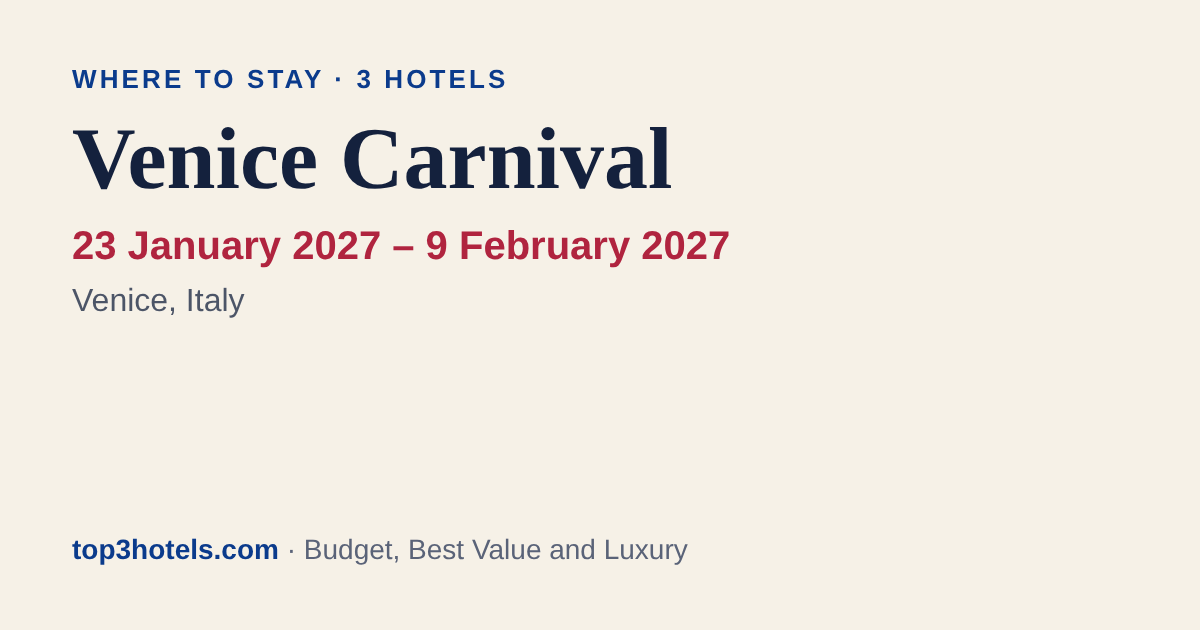 WHERE TO STAY · 3 HOTELS
Venice Carnival
23 January 2027 – 9 February 2027
Venice, Italy
top3hotels.com · Budget, Best Value and Luxury